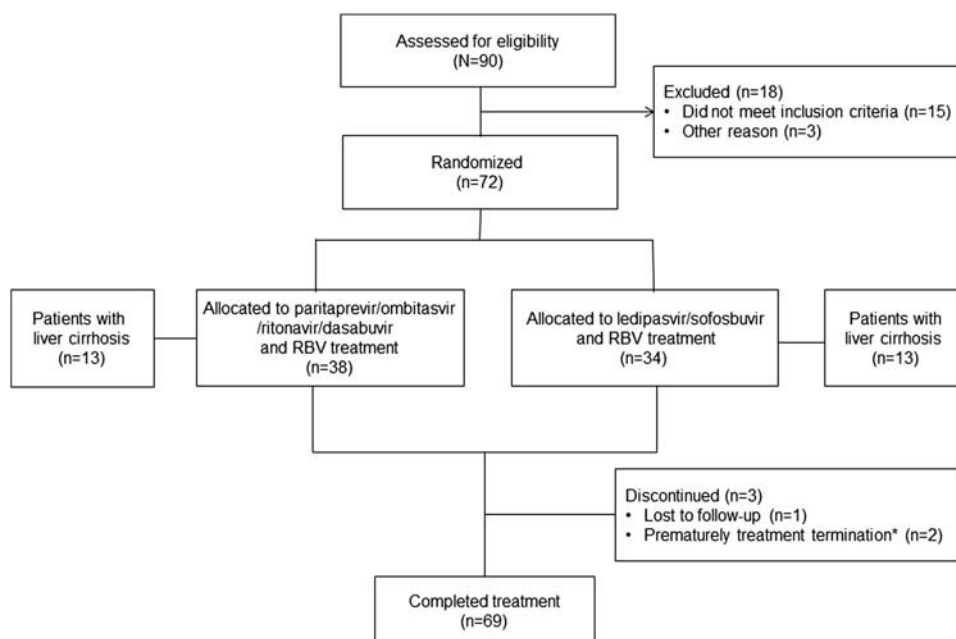 Assessed for eligibility
(N=90)
Excluded (n=18)
• Did not meet inclusion criteria (n=15)
• Other reason (n=3)
Randomized
(n=72)
Patients with
liver cirrhosis
(n=13)
Allocated to paritaprevir/ombitasvir
/ritonavir/dasabuvir
and RBV treatment
(n=38)
Allocated to ledipasvir/sofosbuvir
and RBV treatment
(n=34)
Patients with
liver cirrhosis
(n=13)
Discontinued (n=3)
• Lost to follow-up (n=1)
• Prematurely treatment termination* (n=2)
Completed treatment
(n=69)